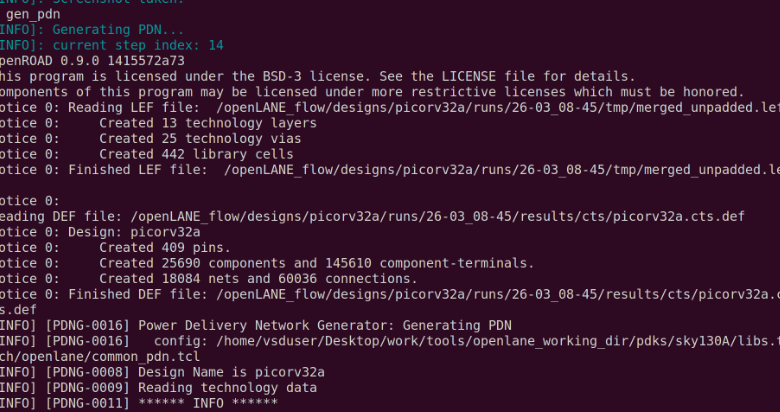 INFO]: Screenshot taken.
gen_pdn
INFO]: Generating PDN...
INFO]: current step index: 14
penROAD 0.9.0 1415572a73
his program is licensed under the BSD-3 license. See the LICENSE file for details.
omponents of this program may be licensed under more restrictive licenses which must be honored.
otice 0: Reading LEF file:  /openLANE_flow/designs/picorv32a/runs/26-03_08-45/tmp/merged_unpadded.lef
otice 0:     Created 13 technology layers
otice 0:     Created 25 technology vias
otice 0:     Created 442 library cells
otice 0: Finished LEF file:  /openLANE_flow/designs/picorv32a/runs/26-03_08-45/tmp/merged_unpadded.le
otice 0:
eading DEF file: /openLANE_flow/designs/picorv32a/runs/26-03_08-45/results/cts/picorv32a.cts.def
otice 0: Design: picorv32a
otice 0:     Created 409 pins.
otice 0:     Created 25690 components and 145610 component-terminals.
otice 0:     Created 18084 nets and 60036 connections.
otice 0: Finished DEF file: /openLANE_flow/designs/picorv32a/runs/26-03_08-45/results/cts/picorv32a.c
s.def
INFO] [PDNG-0016] Power Delivery Network Generator: Generating PDN
INFO] [PDNG-0016]   config: /home/vsduser/Desktop/work/tools/openlane_working_dir/pdks/sky130A/libs.t
ch/openlane/common_pdn.tcl
INFO] [PDNG-0008] Design Name is picorv32a
INFO] [PDNG-0009] Reading technology data
INFO] [PDNG-0011] ****** INFO ******